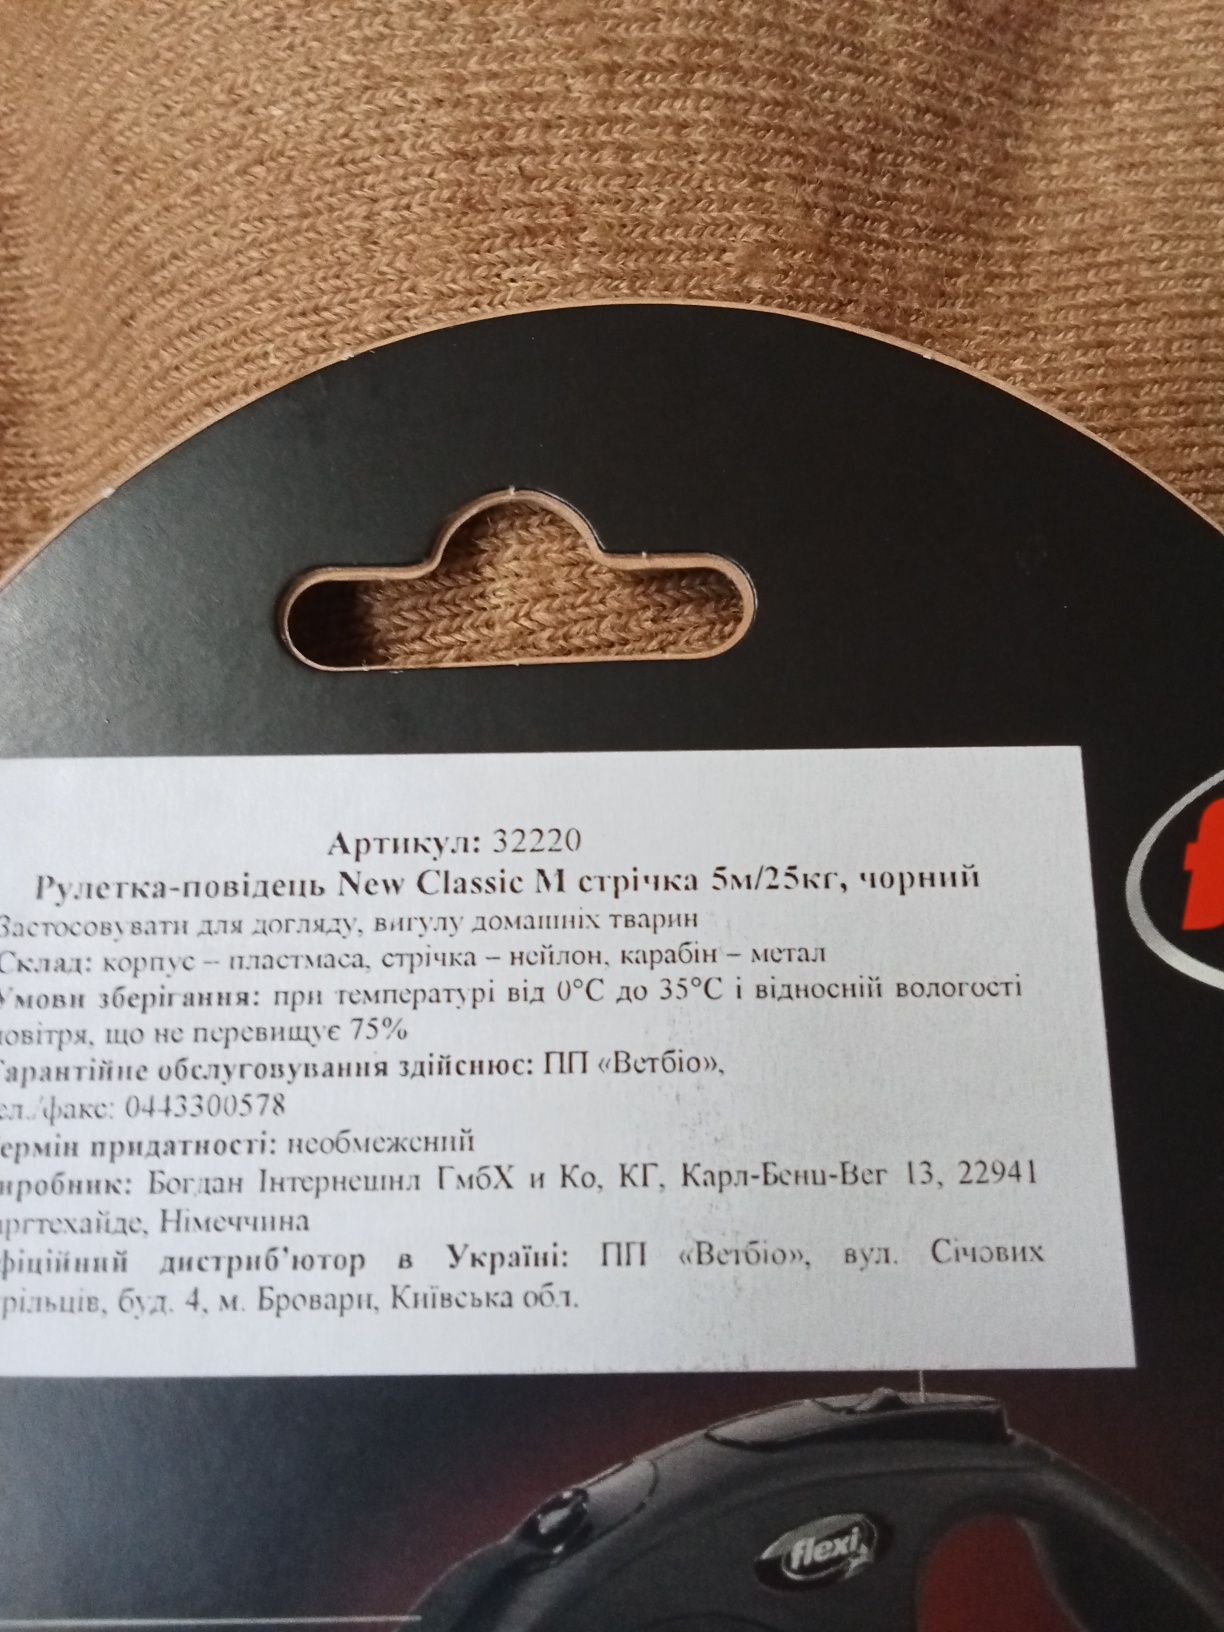 Артикул: 32220
Рулетка-повідець New Classic M стрічка 5м/25кг, чорний
Застосовувати для догляду, вигулу домашніх тварин
Склад: корпус – пластмаса, стрічка – нейлон, карабін – метал
Умови зберігання: при температурі від 0°С до 35°С і відносній вологості
овітря, що не перевищує 75%
арантійне обслуговування здійснює: ПП «Ветбіо»,
ел./факс: 0443300578
ермін придатності: необмежений
иробник: Богдан Інтернешнл ГмбХ и Ко, КГ, Карл-Бенц-Вег 13, 22941
аргтехайде, Німеччина
фіційний дистриб’ютор в Україні: ПП «Ветбіо», вул. Січових
рільців, буд. 4, м. Бровари, Київська обл.
f
flexi